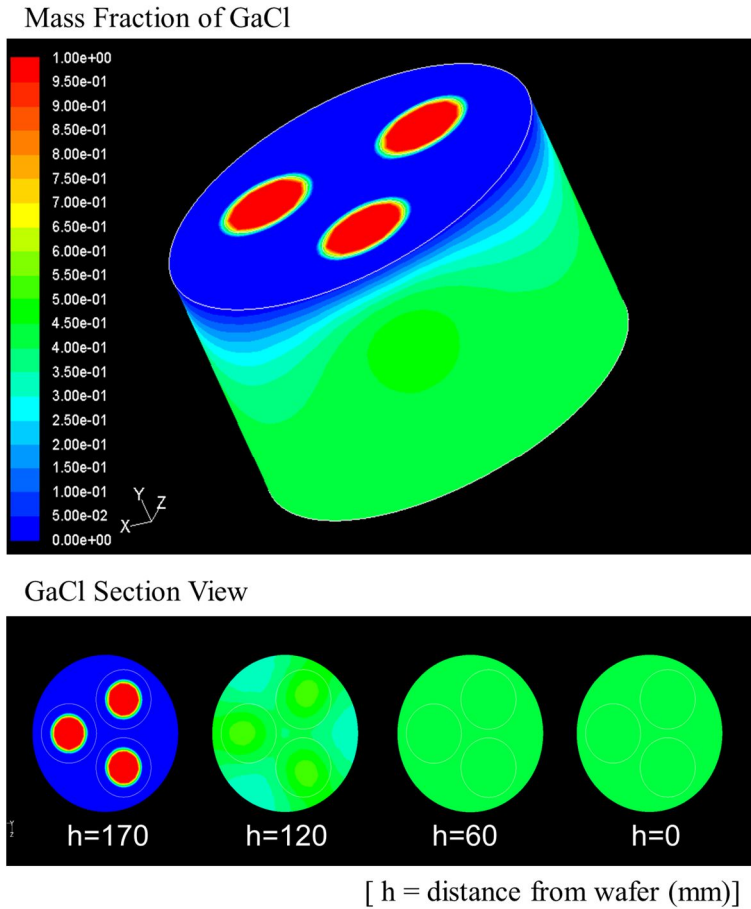 Mass Fraction of GaCl
1.00e+00
9.50e-01
9.00e-01
8.50e-01
8.00e-01
7.50e-01
7.00e-01
6.50e-01
6.00e-01
5.50e-01
5.00e-01
4.50e-01
4.00e-01
3.50e-01
3.00e-01
2.50e-01
2.00e-01
1.50e-01
1.00e-01
5.00e-02
0.00e+00
Y
Z
X
GaCl Section View
Y
Z
h=170 h=120 h=60 h=0
[ h = distance from wafer (mm)]